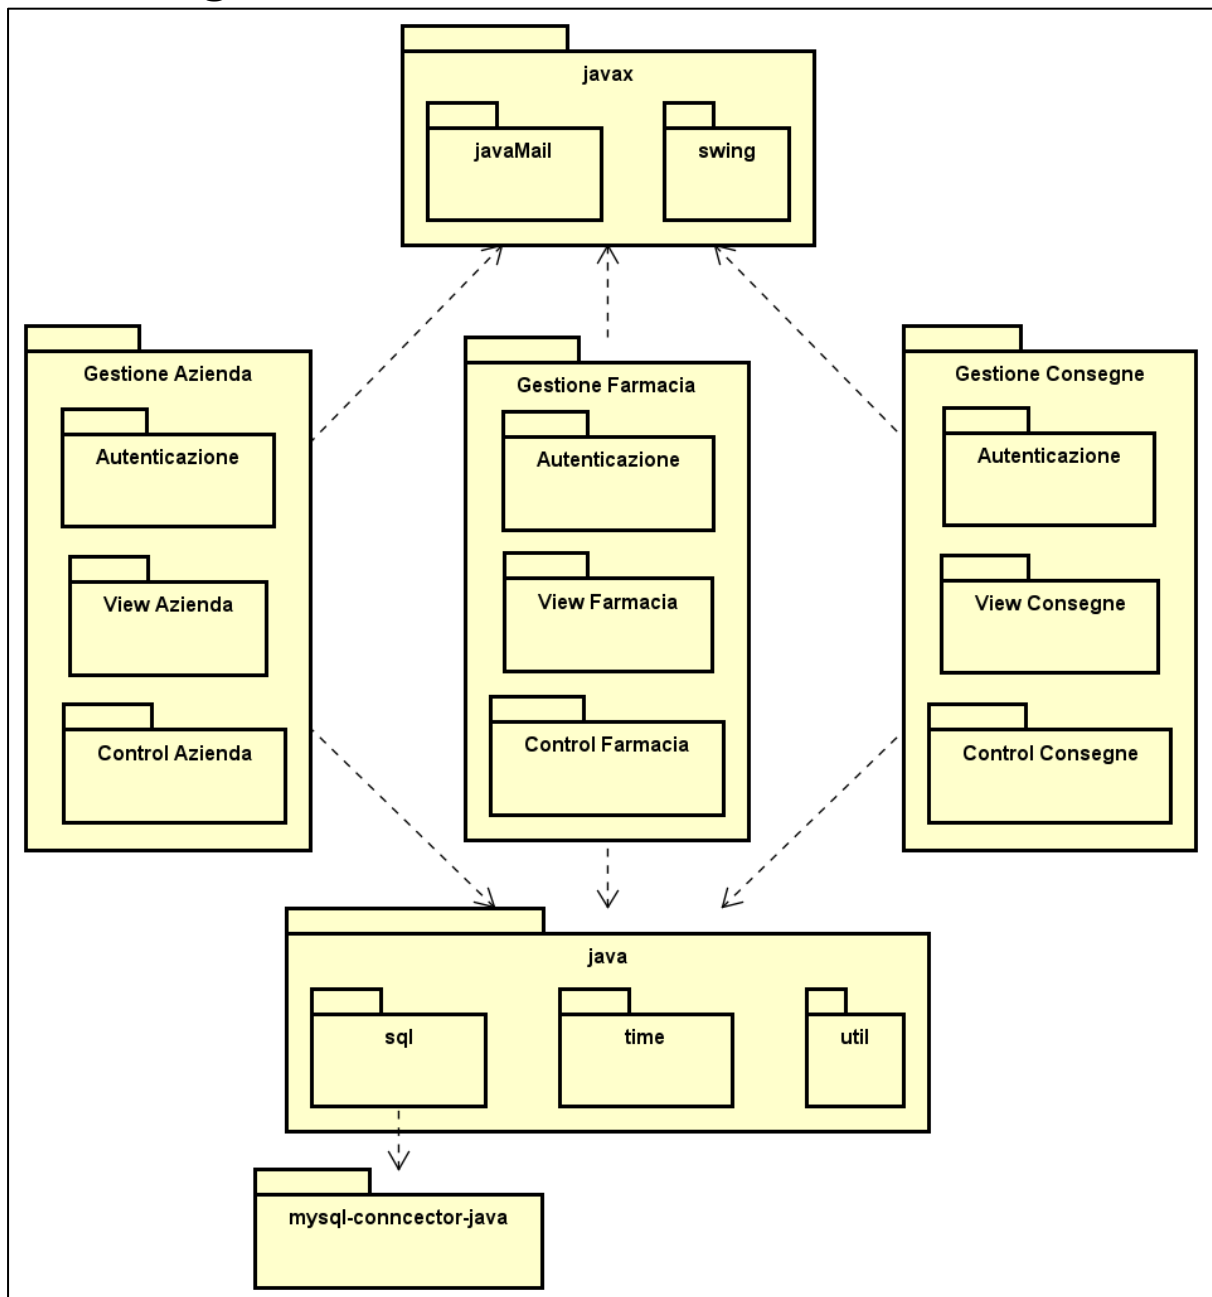 javax
javaMail
swing
Gestione Azienda
Autenticazione
View Azienda
Control Azienda
Gestione Farmacia
Autenticazione
View Farmacia
Control Farmacia
Gestione Consegne
Autenticazione
View Consegne
Control Consegne
java
sql
time
util
mysql-conncector-java